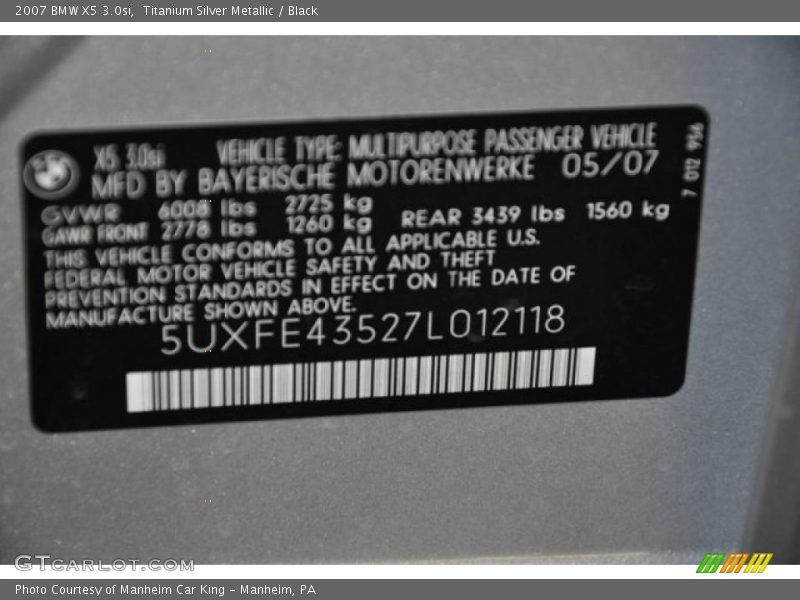 2007 BMW X5 3.0si, Titanium Silver Metallic / Black
X5 3.0si VEHICLE TYPE: MULTIPURPOSE PASSENGER VEHICLE
MFD BY BAYERISCHE MOTORENWERKE 05/07
GVWR 6008 lbs 2725 kg
GAWR FRONT 2778 lbs 1260 kg REAR 3439 lbs 1560 kg
THIS VEHICLE CONFORMS TO ALL APPLICABLE U.S.
FEDERAL MOTOR VEHICLE SAFETY AND THEFT
PREVENTION STANDARDS IN EFFECT ON THE DATE OF
MANUFACTURE SHOWN ABOVE.
5UXFE43527L012118
7 012 956
GTCARLOT.COM
Photo Courtesy of Manheim Car King - Manheim, PA